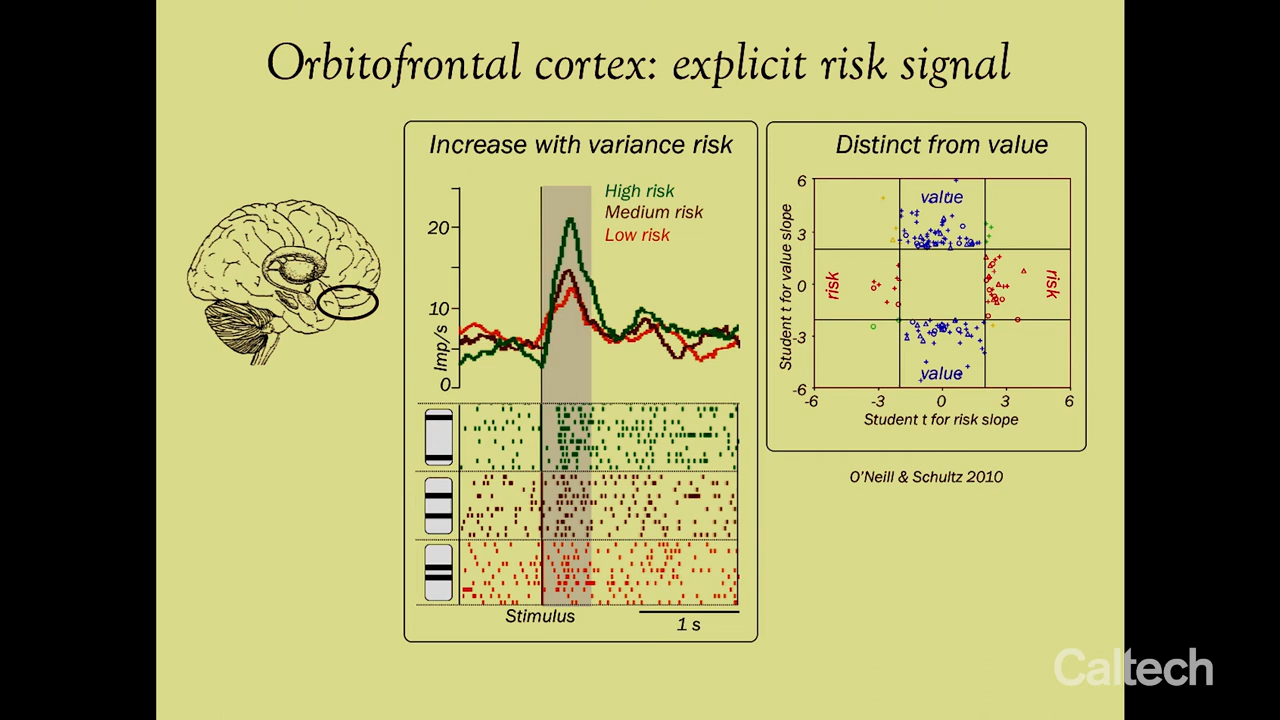 Orbitofrontal cortex: explicit risk signal
Increase with variance risk
High risk
Medium risk
Low risk
20
10
0
Imp/s
Stimulus
1 s
Distinct from value
6
3
0
-3
-6
Student t for value slope
value
risk
risk
value
-6 -3 0 3 6
Student t for risk slope
O'Neill & Schultz 2010
Caltech